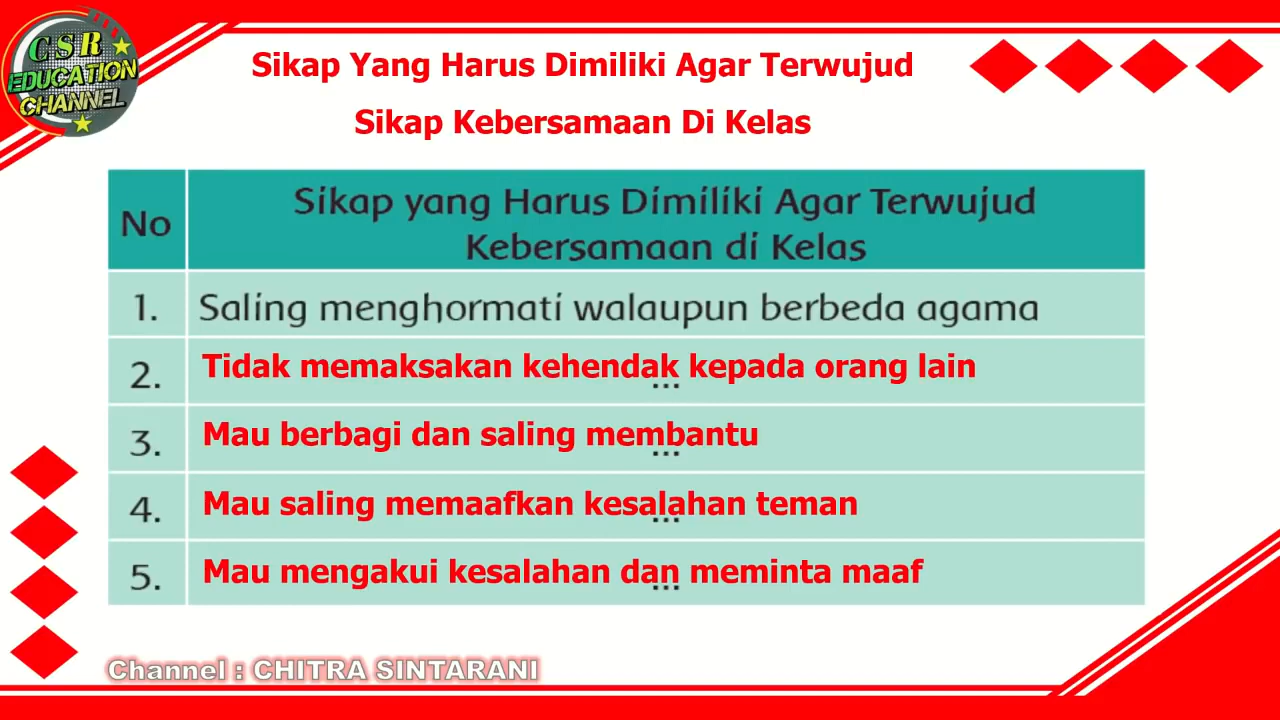 CSR
EDUCATION
CHANNEL
Sikap Yang Harus Dimiliki Agar Terwujud
Sikap Kebersamaan Di Kelas
No
Sikap yang Harus Dimiliki Agar Terwujud
Kebersamaan di Kelas
1. Saling menghormati walaupun berbeda agama
2. Tidak memaksakan kehendak kepada orang lain
...
3. Mau berbagi dan saling membantu
...
4. Mau saling memaafkan kesalahan teman
...
5. Mau mengakui kesalahan dan meminta maaf
...
Channel : CHITRA SINTARANI